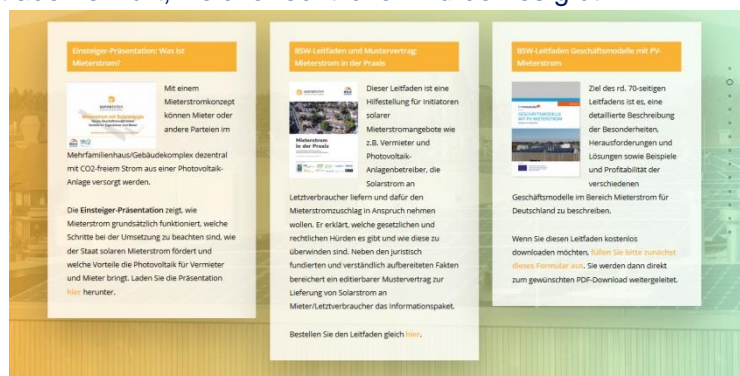 Einsteiger-Präsentation: Was ist
Mieterstrom?
Mit einem
Mieterstromkonzept
können Mieter oder
andere Parteien im
Mehrfamilienhaus/Gebäudekomplex dezentral
mit CO2-freiem Strom aus einer Photovoltaik-
Anlage versorgt werden.
Die Einsteiger-Präsentation zeigt, wie
Mieterstrom grundsätzlich funktioniert, welche
Schritte bei der Umsetzung zu beachten sind, wie
der Staat solaren Mieterstrom fördert und
welche Vorteile die Photovoltaik für Vermieter
und Mieter bringt. Laden Sie die Präsentation
hier herunter.
BSW-Leitfaden und Mustervertrag:
Mieterstrom in der Praxis
Mieterstrom
in der Praxis
Dieser Leitfaden ist eine
Hilfestellung für Initiatoren
solarer
Mieterstromangebote wie
z.B. Vermieter und
Photovoltaik-
Anlagenbetreiber, die
Solarstrom an
Letztverbraucher liefern und dafür den
Mieterstromzuschlag in Anspruch nehmen
wollen. Er erklärt, welche gesetzlichen und
rechtlichen Hürden es gibt und wie diese zu
überwinden sind. Neben den juristisch
fundierten und verständlich aufbereiteten Fakten
bereichert ein editierbarer Mustervertrag zur
Lieferung von Solarstrom an
Mieter/Letztverbraucher das Informationspaket.
Bestellen Sie den Leitfaden gleich hier.
BSW-Leitfaden Geschäftsmodelle mit PV-
Mieterstrom
GESCHÄFTSMODELLE
MIT PV-MIETERSTROM
Ziel des rd. 70-seitigen
Leitfadens ist es, eine
detaillierte Beschreibung
der Besonderheiten,
Herausforderungen und
Lösungen sowie Beispiele
und Profitabilität der
verschiedenen
Geschäftsmodelle im Bereich Mieterstrom für
Deutschland zu beschreiben.
Wenn Sie diesen Leitfaden kostenlos
downloaden möchten, füllen Sie bitte zunächst
dieses Formular aus. Sie werden dann direkt
zum gewünschten PDF-Download weitergeleitet.